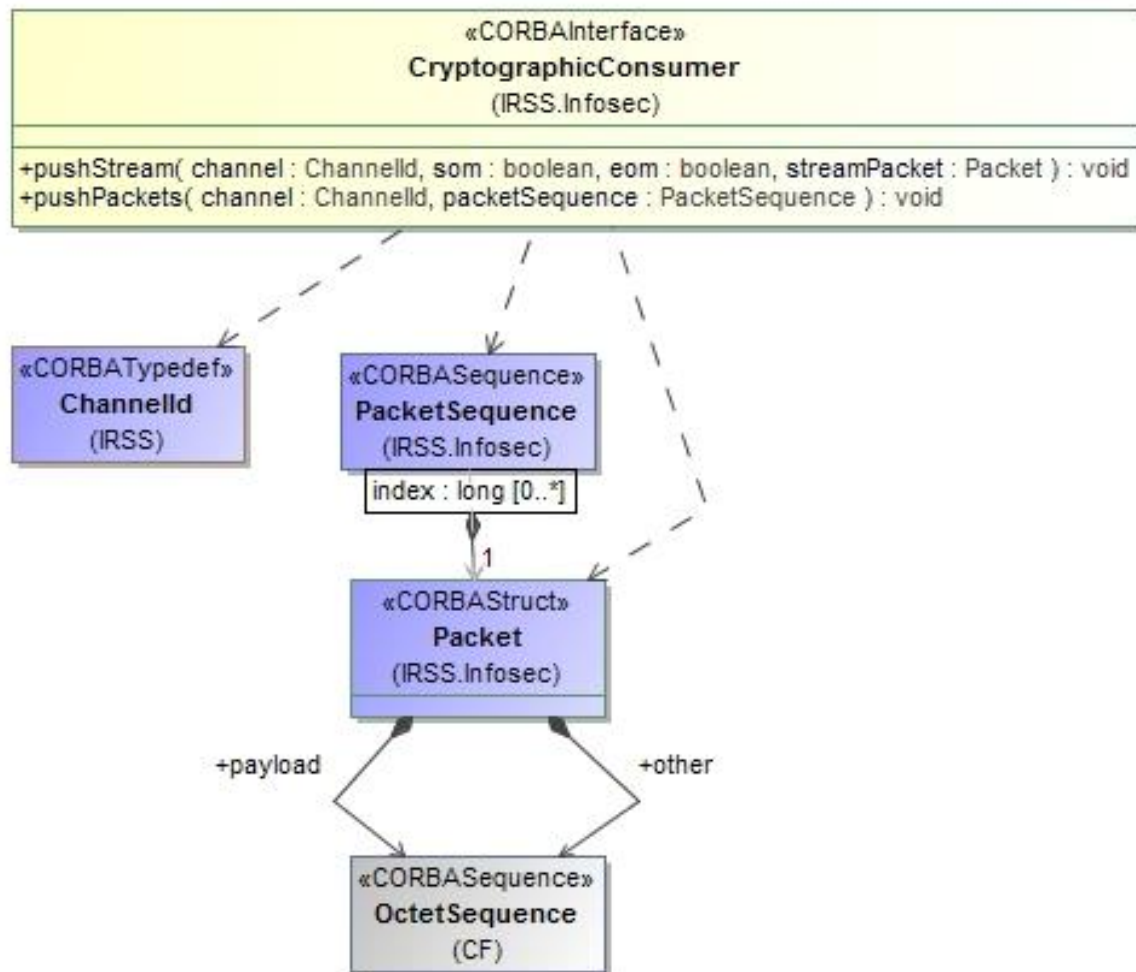 «CORBAInterface»
CryptographicConsumer
(IRSS.Infosec)
+pushStream( channel : ChannelId, som : boolean, eom : boolean, streamPacket : Packet ) : void
+pushPackets( channel : ChannelId, packetSequence : PacketSequence ) : void
«CORBATypedef»
ChannelId
(IRSS)
«CORBASequence»
PacketSequence
(IRSS.Infosec)
index : long [0..*]
1
«CORBAStruct»
Packet
(IRSS.Infosec)
+payload
+other
«CORBASequence»
OctetSequence
(CF)